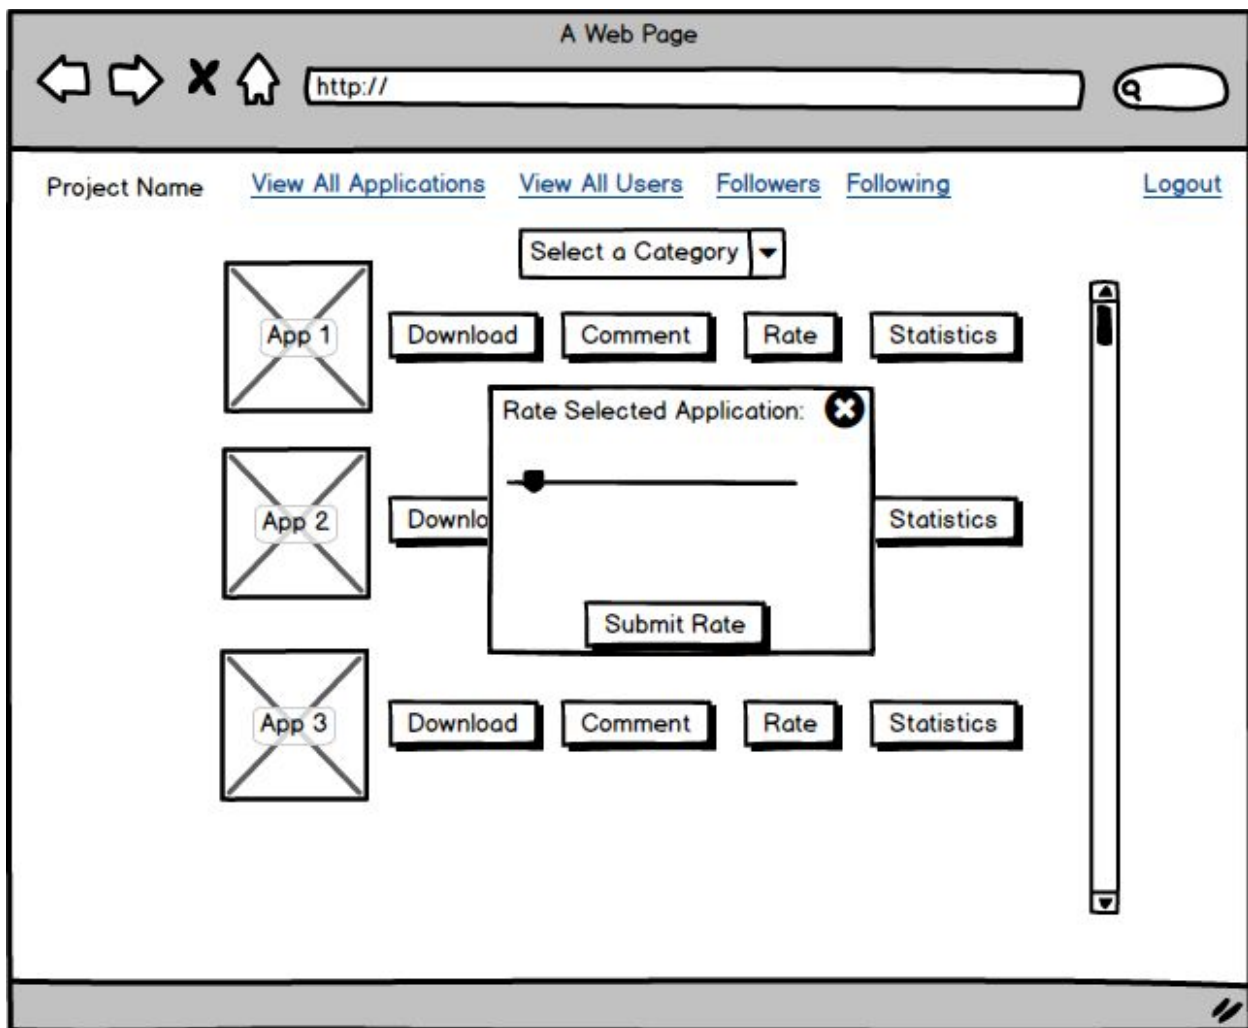 A Web Page
http://
Project Name View All Applications View All Users Followers Following Logout
Select a Category
App 1 Download Comment Rate Statistics
Rate Selected Application:
App 2 Downlo Statistics
Submit Rate
App 3 Download Comment Rate Statistics